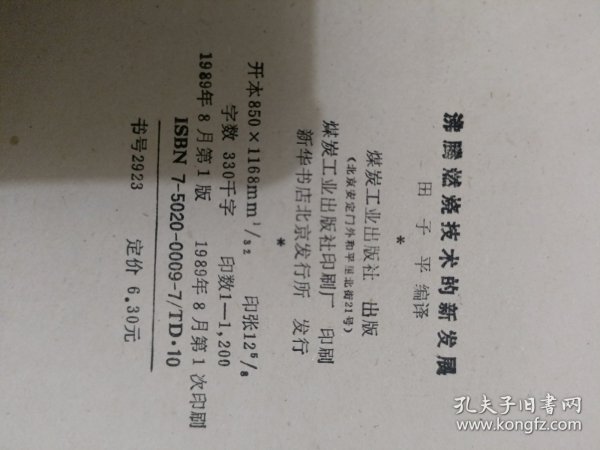 沸腾燃烧技术的新发展
田子平 编译
*
煤炭工业出版社 出版
(北京安定门外和平里北街21号)
煤炭工业出版社印刷厂 印刷
新华书店北京发行所 发行
*
开本850×1168mm 1/32 印张12 5/8
字数 330千字 印数1—1,200
1989年8月第1版 1989年8月第1次印刷
ISBN 7-5020-0009-7/TD·10
书号2923 定价 6.30元
孔夫子旧书网
www.kongfz.com